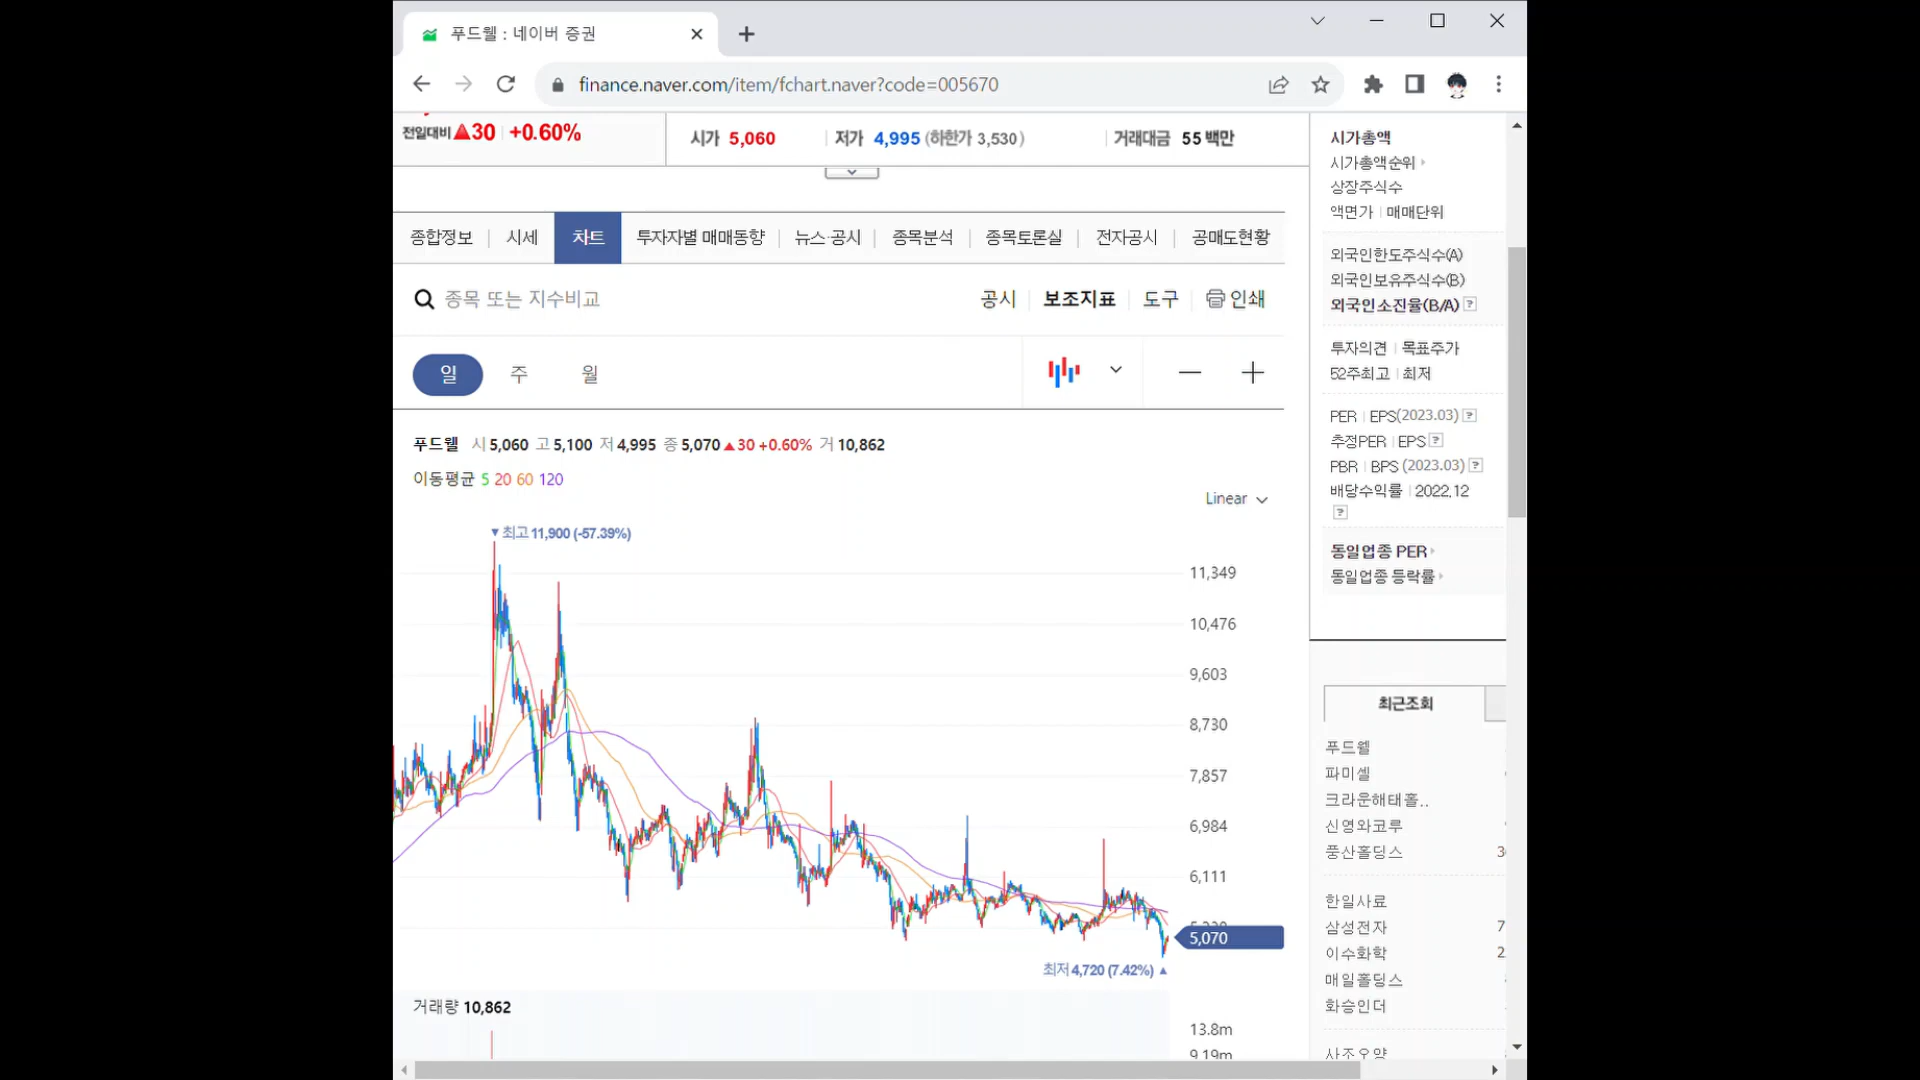 푸드웰 : 네이버 증권
finance.naver.com/item/fchart.naver?code=005670
전일대비 ▲30 +0.60%
시가 5,060 저가 4,995 (하한가 3,530) 거래대금 55 백만
종합정보 시세 차트 투자자별 매매동향 뉴스·공시 종목분석 종목토론실 전자공시 공매도현황
종목 또는 지수비교 공시 보조지표 도구 인쇄
일 주 월
푸드웰 시 5,060 고 5,100 저 4,995 종 5,070 ▲30 +0.60% 거 10,862
이동평균 5 20 60 120
Linear
▼최고 11,900 (-57.39%)
11,349
10,476
9,603
8,730
7,857
6,984
6,111
5,070
최저 4,720 (7.42%) ▲
거래량 10,862
13.8m
9.19m
시가총액
시가총액순위
상장주식수
액면가 | 매매단위
외국인한도주식수(A)
외국인보유주식수(B)
외국인소진율(B/A) ?
투자의견 | 목표주가
52주최고 | 최저
PER | EPS(2023.03) ?
추정PER | EPS ?
PBR | BPS (2023.03) ?
배당수익률 | 2022.12
?
동일업종 PER
동일업종 등락률
최근조회
푸드웰
파미셀
크라운해태홀..
신영와코루
풍산홀딩스 3
한일사료
삼성전자 7
이수화학 2
매일홀딩스
화승인더
사조오양